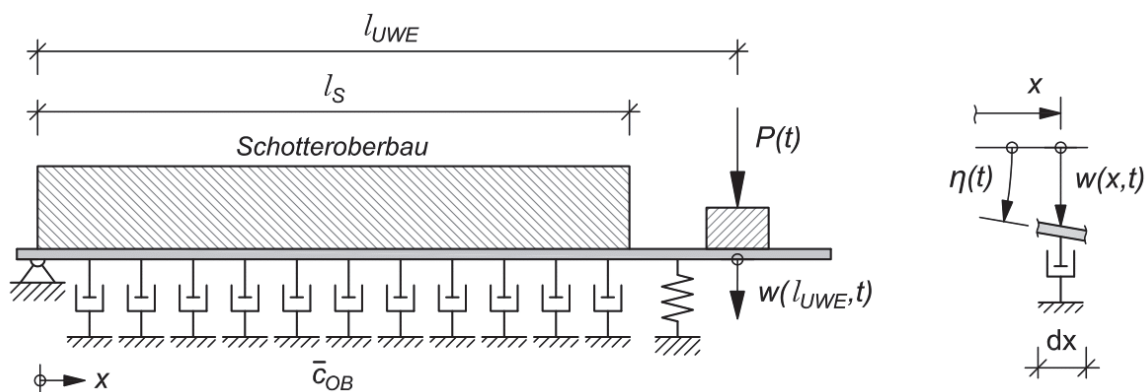 l_UWE
l_S
Schotteroberbau
P(t)
w(l_UWE,t)
x
c̄_OB
x
η(t)
w(x,t)
dx